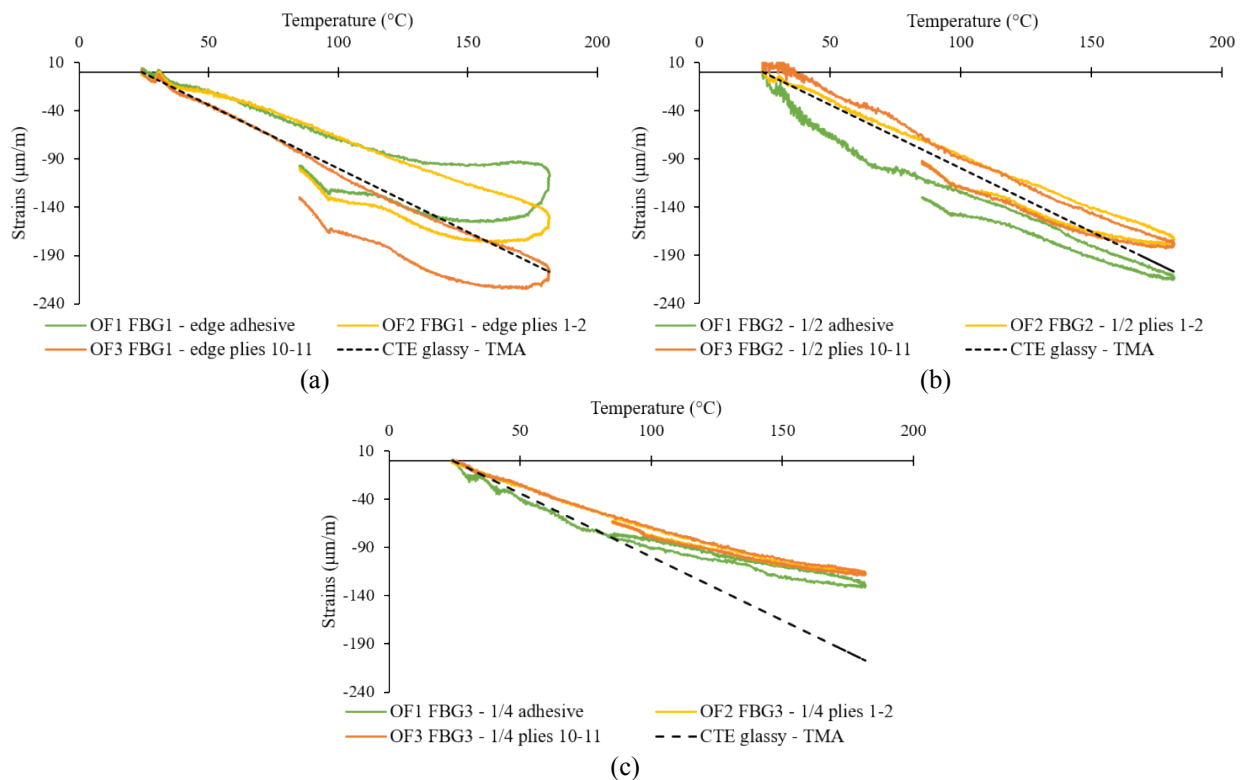 Temperature (°C)
0 50 100 150 200
10
-40
-90
-140
-190
-240
Strains (μm/m)
OF1 FBG1 - edge adhesive OF2 FBG1 - edge plies 1-2
OF3 FBG1 - edge plies 10-11 CTE glassy - TMA
(a)
Temperature (°C)
0 50 100 150 200
10
-40
-90
-140
-190
-240
Strains (μm/m)
OF1 FBG2 - 1/2 adhesive OF2 FBG2 - 1/2 plies 1-2
OF3 FBG2 - 1/2 plies 10-11 CTE glassy - TMA
(b)
Temperature (°C)
0 50 100 150 200
10
-40
-90
-140
-190
-240
Strains (μm/m)
OF1 FBG3 - 1/4 adhesive OF2 FBG3 - 1/4 plies 1-2
OF3 FBG3 - 1/4 plies 10-11 CTE glassy - TMA
(c)